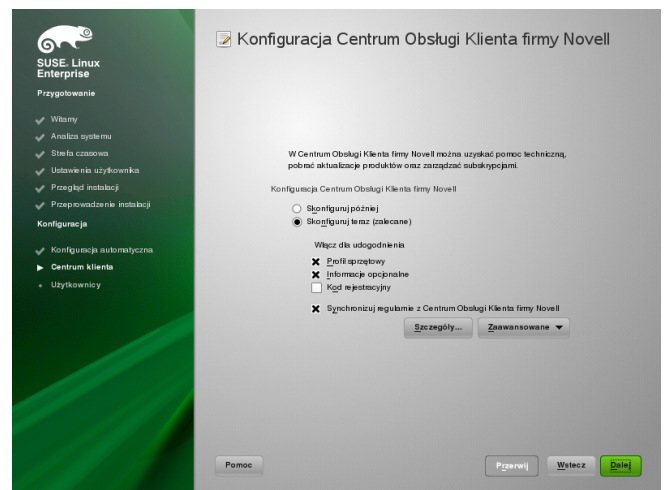 SUSE. Linux
Enterprise
Przygotowanie
Witamy
Analiza systemu
Strefa czasowa
Ustawienia użytkownika
Przegląd instalacji
Przeprowadzenie instalacji
Konfiguracja
Konfiguracja automatyczna
Centrum klienta
Użytkownicy
Konfiguracja Centrum Obsługi Klienta firmy Novell
W Centrum Obsługi Klienta firmy Novell można uzyskać pomoc techniczną,
pobrać aktualizacje produktów oraz zarządzać subskrypcjami.
Konfiguracja Centrum Obsługi Klienta firmy Novell
Skonfiguruj później
Skonfiguruj teraz (zalecane)
Włącz dla udogodnienia
Profil sprzętowy
Informacje opcjonalne
Kod rejestracyjny
Synchronizuj regularnie z Centrum Obsługi Klienta firmy Novell
Szczegóły...
Zaawansowane
Pomoc
Przerwij
Wstecz
Dalej